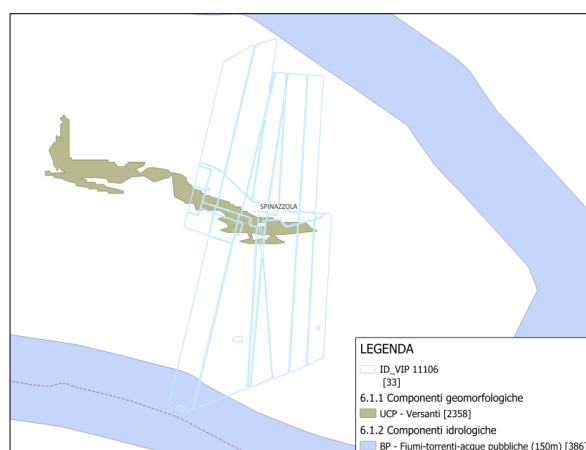 SPINAZZOLA
LEGENDA
ID_VIP 11106
[33]
6.1.1 Componenti geomorfologiche
UCP - Versanti [2358]
6.1.2 Componenti idrologiche
BP - Fiumi-torrenti-acque pubbliche (150m) [386]